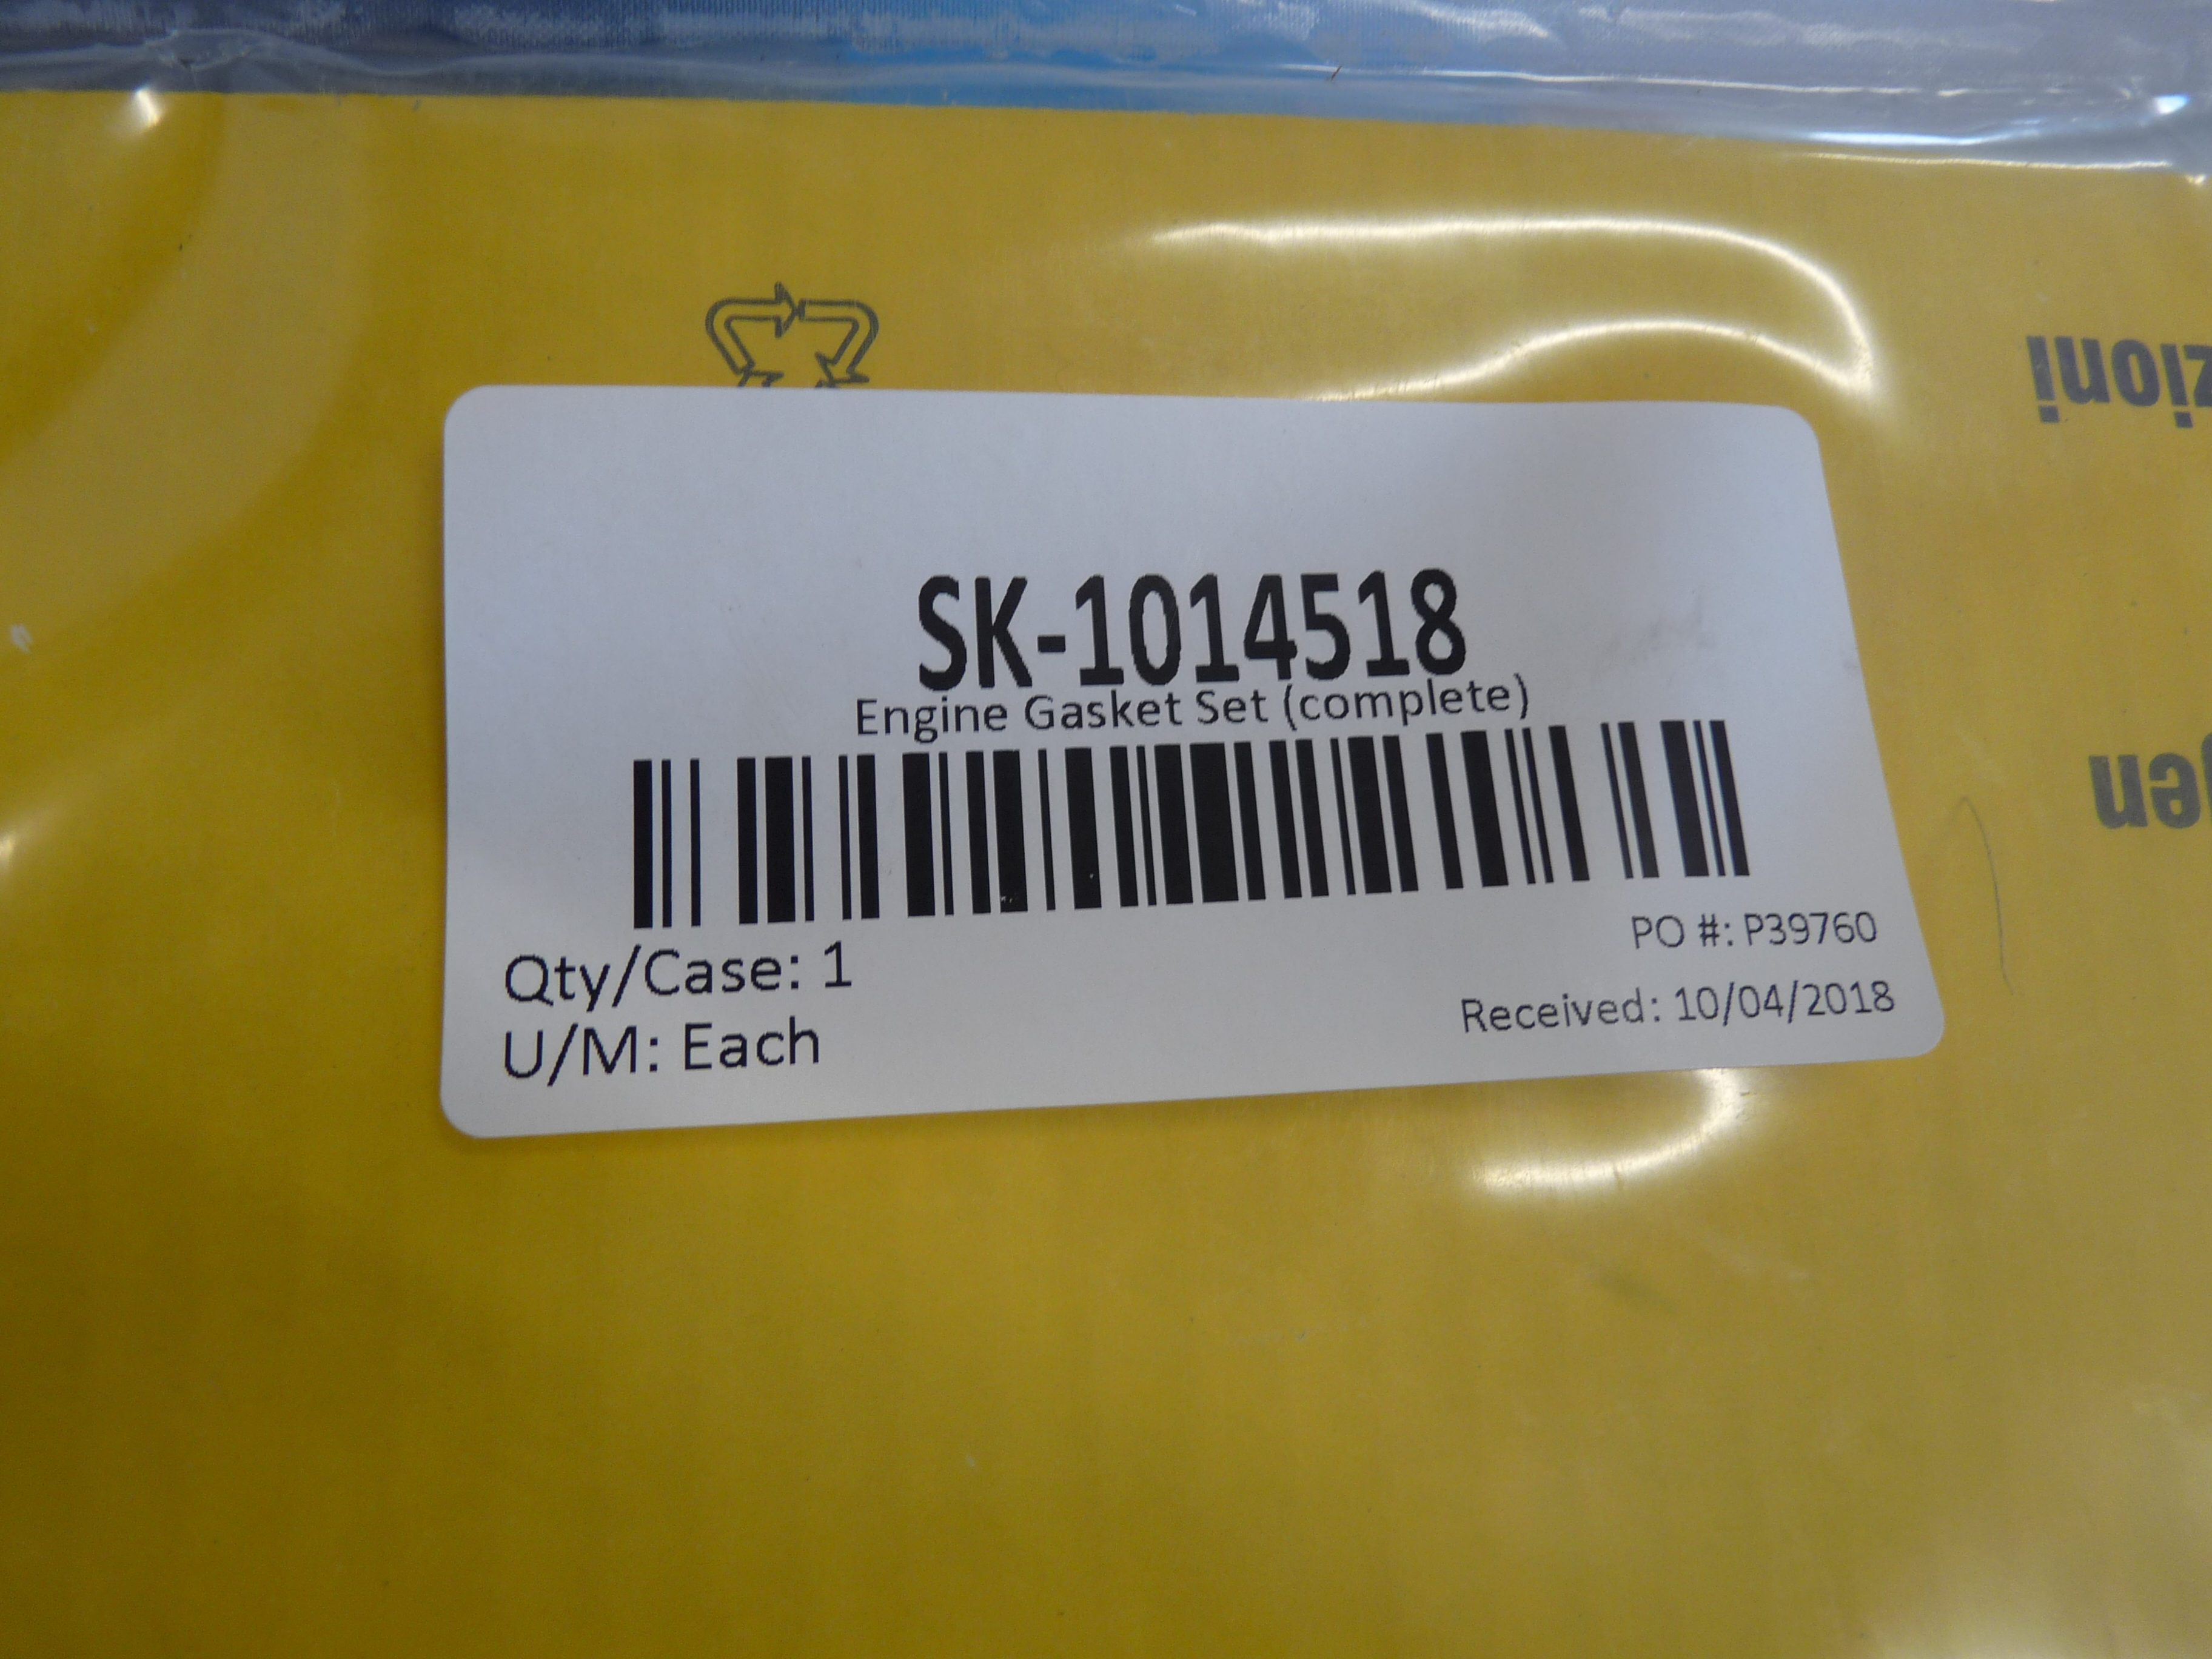 zioni
SK-1014518
Engine Gasket Set (complete)
gen
PO #: P39760
Qty/Case: 1
Received: 10/04/2018
U/M: Each